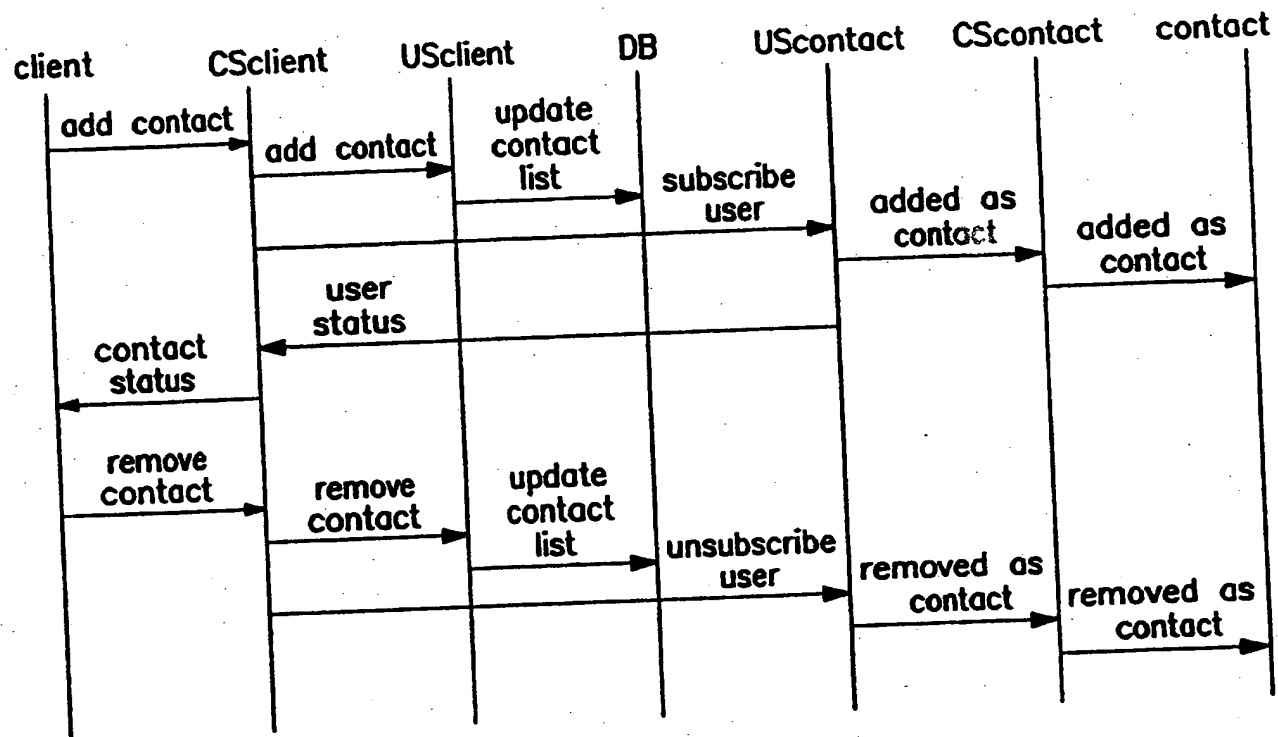 client CSclient USclient DB UScontact CScontact contact
add contact
add contact
update
contact
list
subscribe
user
added as
contact
added as
contact
user
status
contact
status
remove
contact
remove
contact
update
contact
list
unsubscribe
user
removed as
contact
removed as
contact